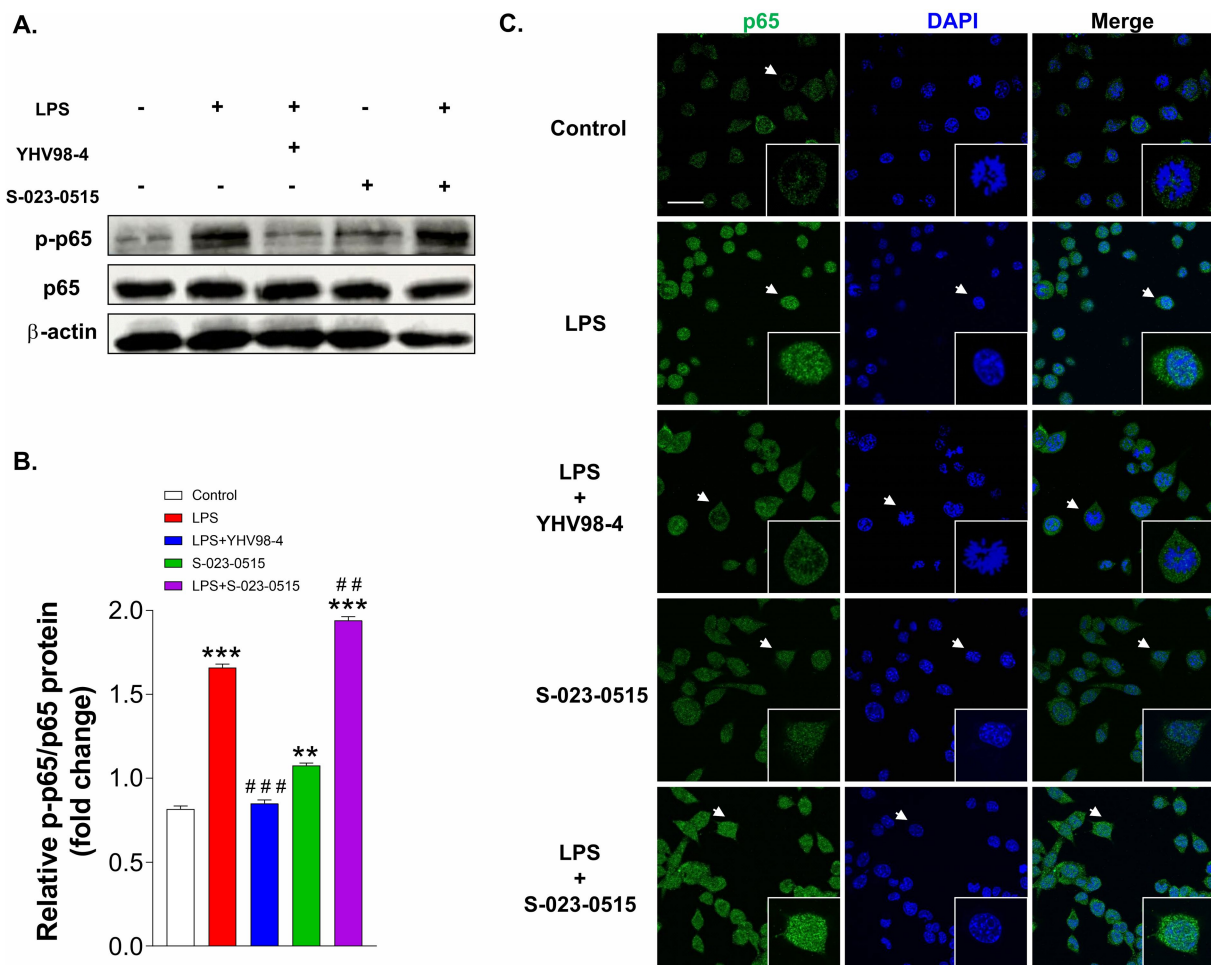 A.
LPS - + + - +
YHV98-4 +
S-023-0515 - - - + +
p-p65
p65
β-actin
B.
Control
LPS
LPS+YHV98-4
S-023-0515
LPS+S-023-0515
Relative p-p65/p65 protein
(fold change)
2.0
1.5
1.0
0.5
0.0
***
###
**
##
***
C.
p65 DAPI Merge
Control
LPS
LPS
+
YHV98-4
S-023-0515
LPS
+
S-023-0515